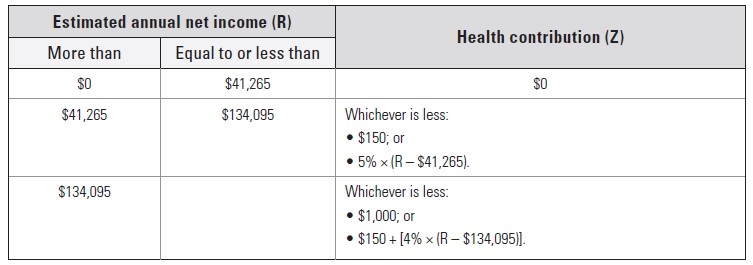 Estimated annual net income (R)
Health contribution (Z)
More than
Equal to or less than
$0
$41,265
$0
$41,265
$134,095
Whichever is less:
• $150; or
• 5% × (R – $41,265).
$134,095
Whichever is less:
• $1,000; or
• $150 + [4% × (R – $134,095)].